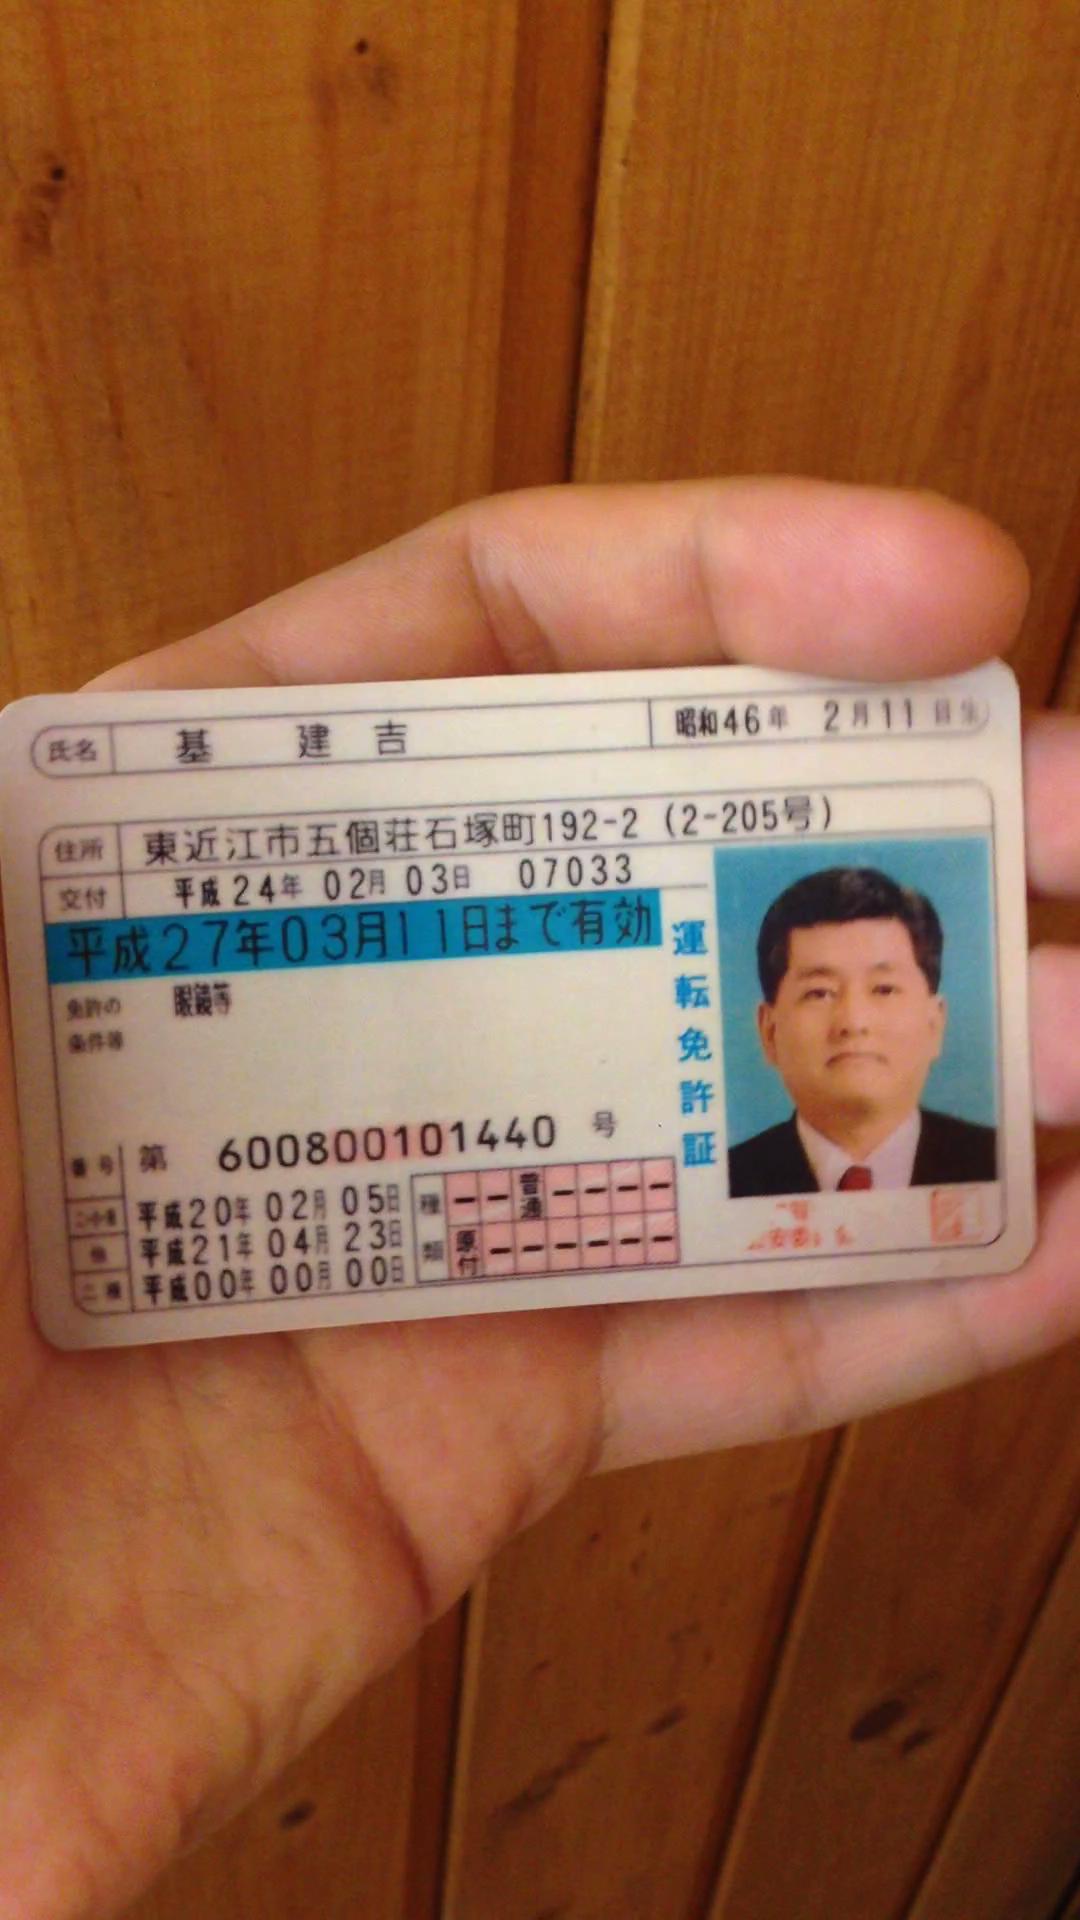 氏名 基 建吉 昭和46年 2月11日生
住所 東近江市五個荘石塚町192-2 (2-205号)
交付 平成24年 02月 03日 07033
平成27年03月11日まで有効
免許の 眼鏡等
条件等
運転免許証
番号 第 600800101440 号
平成20年 02月 05日
他 平成21年 04月 23日
二種 平成00年 00月 00日
種類 普通
原付